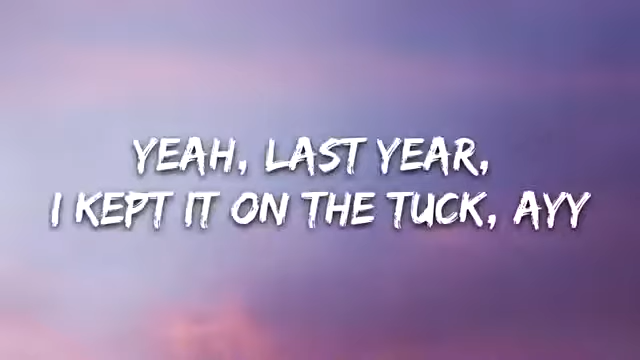 YEAH, LAST YEAR,
I KEPT IT ON THE TUCK, AYY